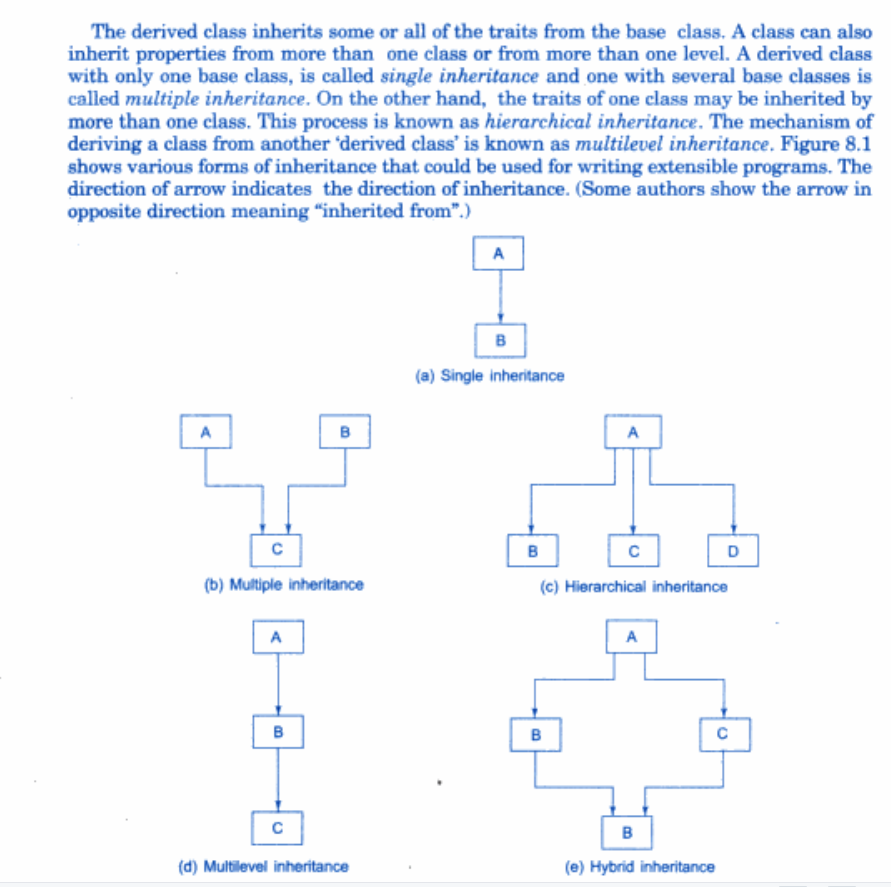 The derived class inherits some or all of the traits from the base class. A class can also
inherit properties from more than one class or from more than one level. A derived class
with only one base class, is called single inheritance and one with several base classes is
called multiple inheritance. On the other hand, the traits of one class may be inherited by
more than one class. This process is known as hierarchical inheritance. The mechanism of
deriving a class from another ‘derived class’ is known as multilevel inheritance. Figure 8.1
shows various forms of inheritance that could be used for writing extensible programs. The
direction of arrow indicates the direction of inheritance. (Some authors show the arrow in
opposite direction meaning “inherited from”.)
A
B
(a) Single inheritance
A B
C
(b) Multiple inheritance
A
B C D
(c) Hierarchical inheritance
A
B
C
(d) Multilevel inheritance
A
B C
B
(e) Hybrid inheritance